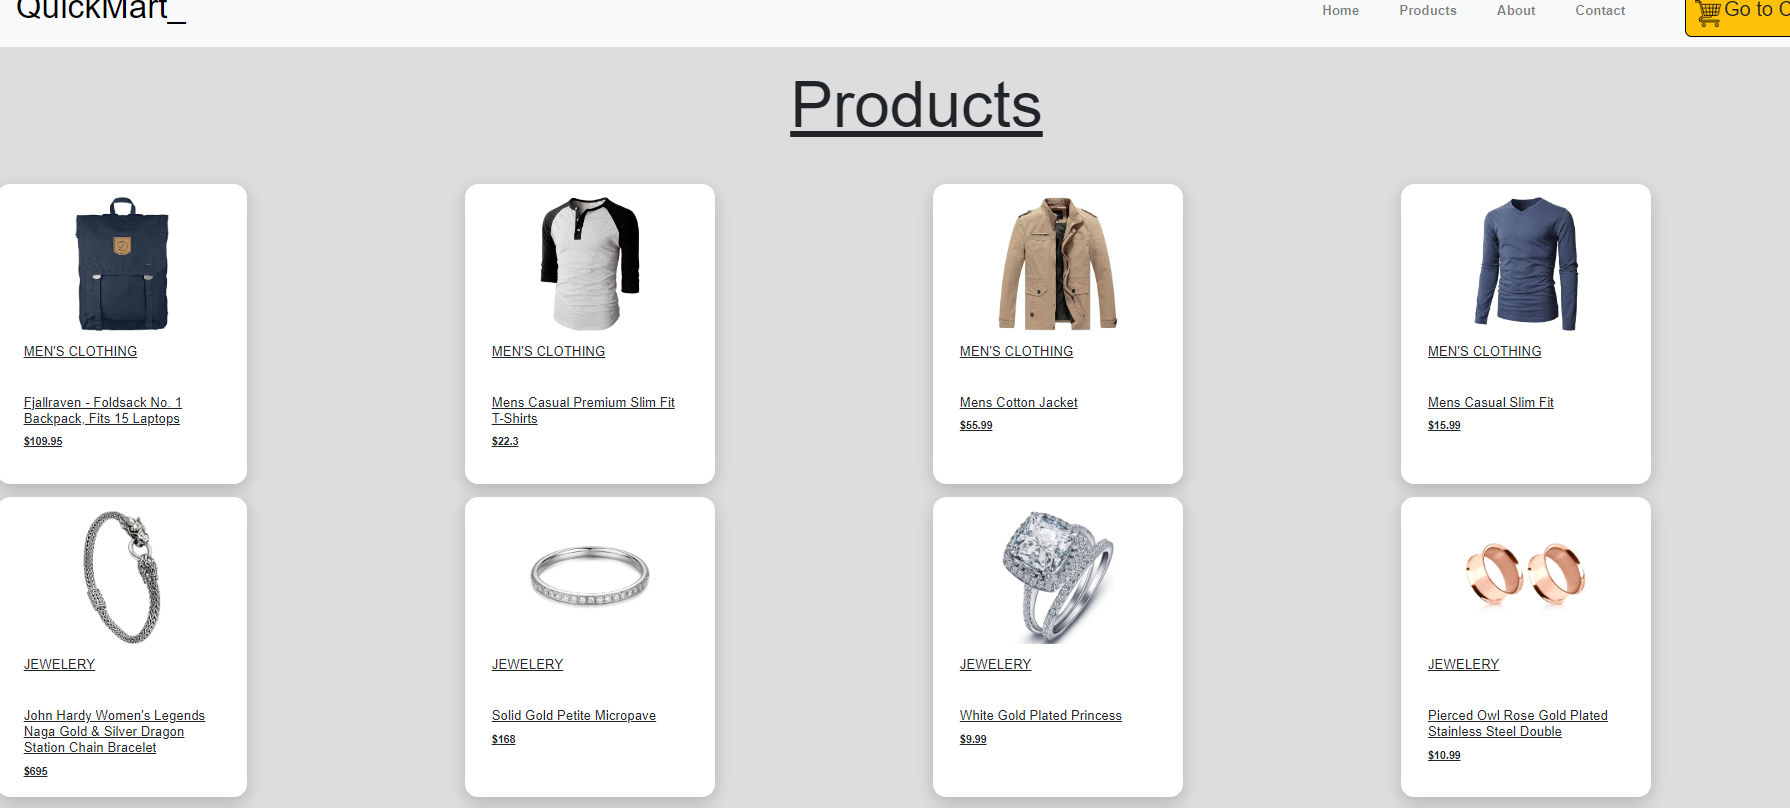 QuickMart_
Home Products About Contact
Go to C
Products
MEN'S CLOTHING
Fjallraven - Foldsack No. 1
Backpack, Fits 15 Laptops
$109.95
MEN'S CLOTHING
Mens Casual Premium Slim Fit
T-Shirts
$22.3
MEN'S CLOTHING
Mens Cotton Jacket
$55.99
MEN'S CLOTHING
Mens Casual Slim Fit
$15.99
JEWELERY
John Hardy Women's Legends
Naga Gold & Silver Dragon
Station Chain Bracelet
$695
JEWELERY
Solid Gold Petite Micropave
$168
JEWELERY
White Gold Plated Princess
$9.99
JEWELERY
Pierced Owl Rose Gold Plated
Stainless Steel Double
$10.99